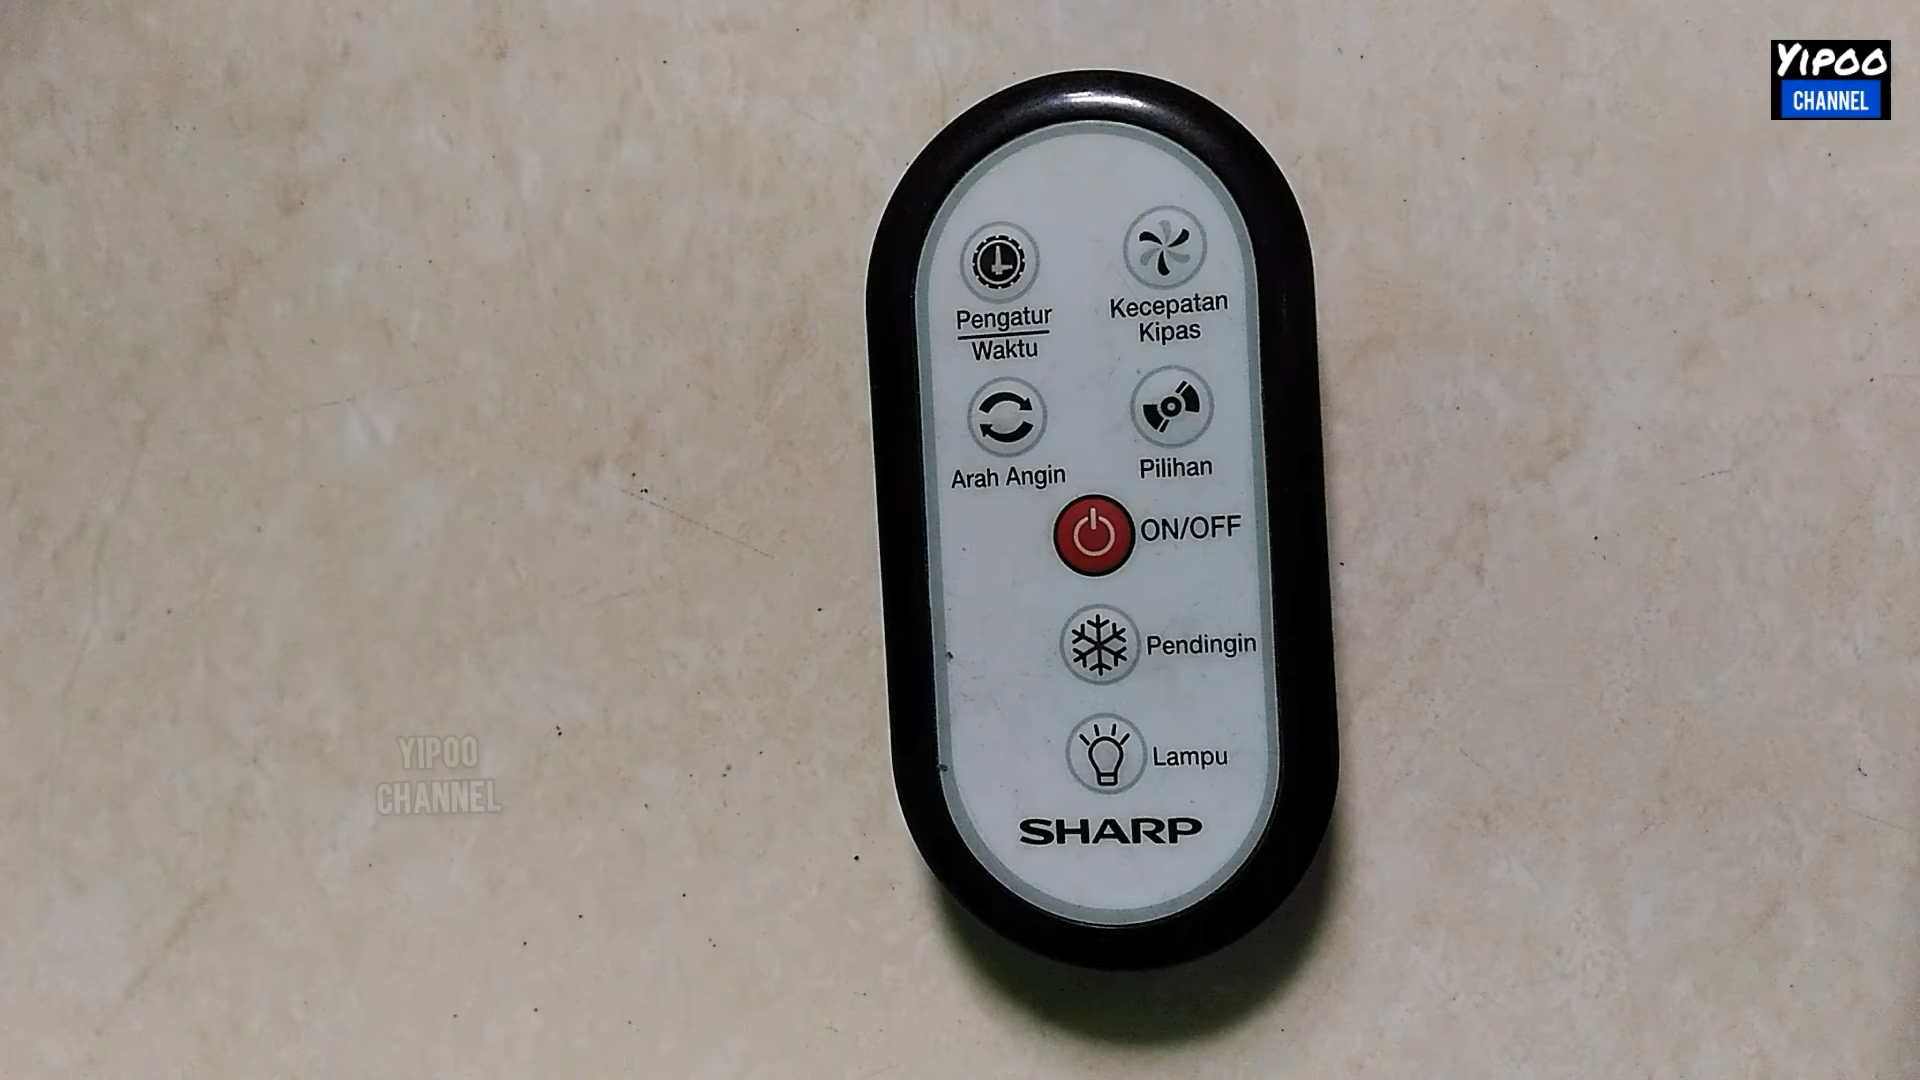 YIPOO
CHANNEL
Pengatur
Waktu
Kecepatan
Kipas
Arah Angin
Pilihan
ON/OFF
Pendingin
Lampu
SHARP
YIPOO
CHANNEL